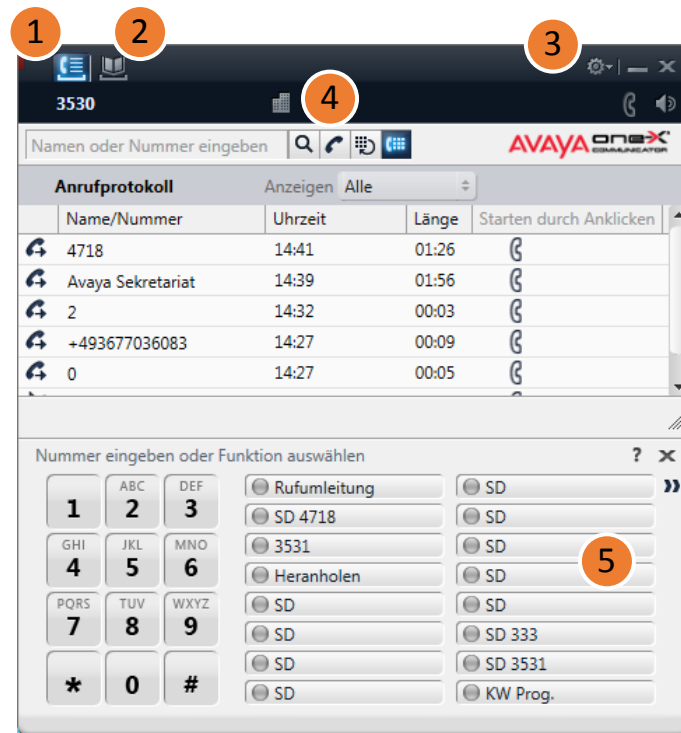 1
2
3
3530
4
Namen oder Nummer eingeben
AVAYA one-X
COMMUNICATOR
Anrufprotokoll Anzeigen Alle
Name/Nummer Uhrzeit Länge Starten durch Anklicken
4718 14:41 01:26
Avaya Sekretariat 14:39 01:56
2 14:32 00:03
+493677036083 14:27 00:09
0 14:27 00:05
Nummer eingeben oder Funktion auswählen ? ×
ABC DEF
1 2 3
GHI JKL MNO
4 5 6
PQRS TUV WXYZ
7 8 9
* 0 #
Rufumleitung SD
SD 4718 SD
3531 SD
Heranholen SD
5
SD SD
SD SD 333
SD SD 3531
SD KW Prog.